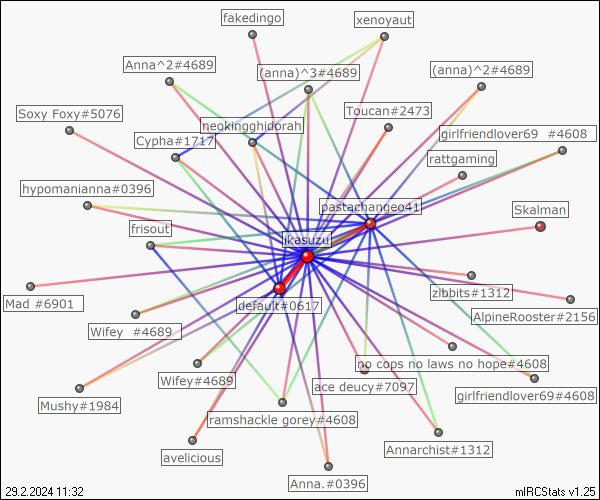 fakedingo
xenoyaut
Anna^2#4689
(anna)^3#4689
(anna)^2#4689
Soxy Foxy#5076
Toucan#2473
neokingghidorah
Cypha#1717
girlfriendlover69 #4608
rattgaming
hypomanianna#0396
pastachangeo41
Skalman
frisout
jkasuzu
zibbits#1312
Mad #6901
default#0617
AlpineRooster#2156
Wifey #4689
no cops no laws no hope#4608
Wifey#4689
ace deucy#7097
girlfriendlover69#4608
Mushy#1984
ramshackle gorey#4608
Annarchist#1312
avelicious
Anna.#0396
29.2.2024 11:32
mIRCStats v1.25